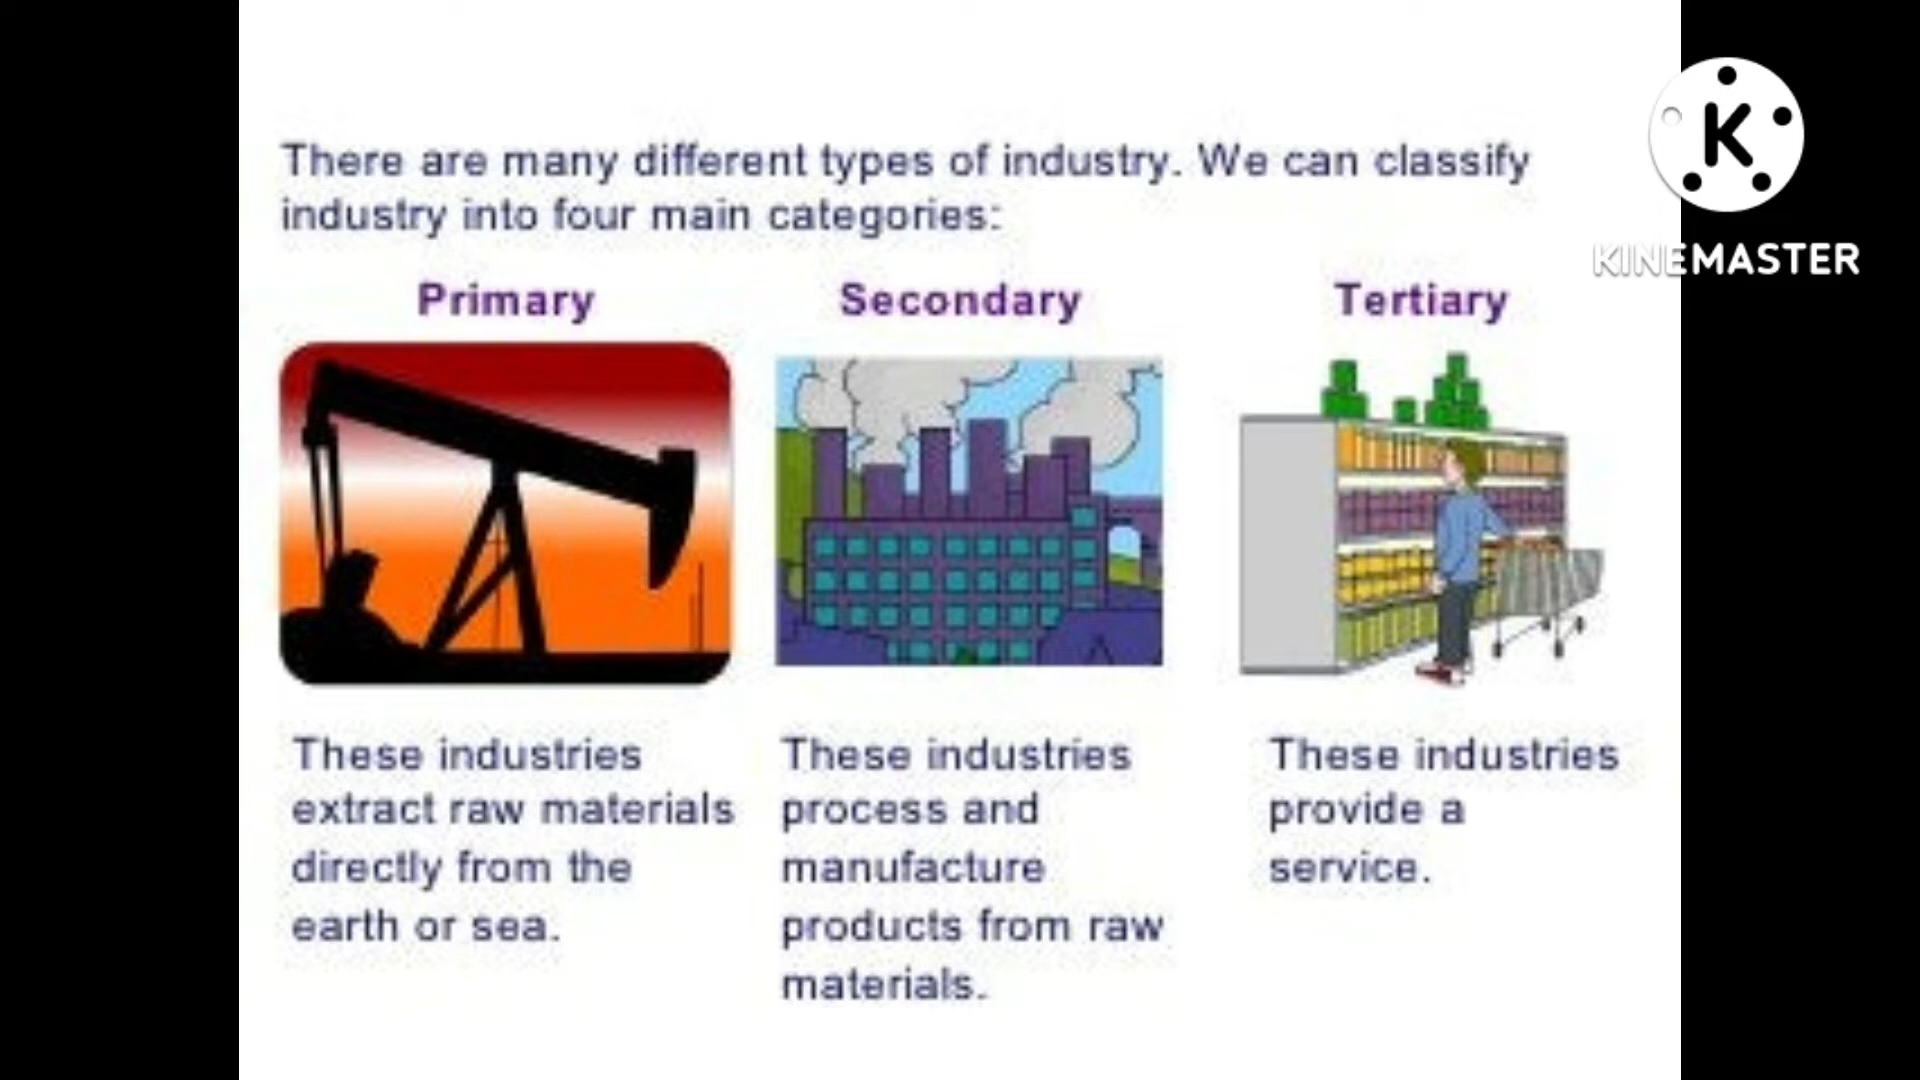 There are many different types of industry. We can classify
industry into four main categories:
Primary
Secondary
Tertiary
These industries
extract raw materials
directly from the
earth or sea.
These industries
process and
manufacture
products from raw
materials.
These industries
provide a
service.
K
KINEMASTER